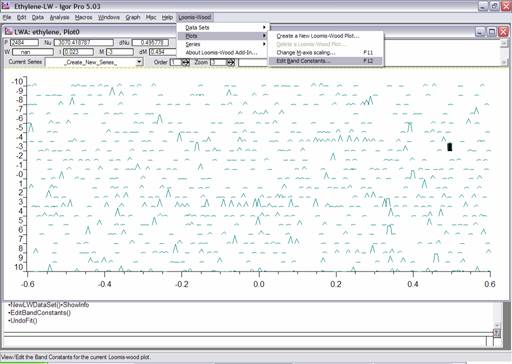 Ethylene-LW - Igor Pro 5.03
File Edit Data Analysis Macros Windows Graph Misc Help Loomis-Wood
LWA: ethylene, Plot0
P 2484 Nu 3070.418787 dNu 0.495778
W nan I 0.023 M -3 dM 0.494
Current Series _Create_New_Series_ Order 1 Zoom 3
Data Sets
Plots
Series
About Loomis-Wood Add-In...
Create a New Loomis-Wood Plot...
Delete a Loomis-Wood Plot...
Change M-axis scaling... F11
Edit Band Constants... F12
-10
-9
-8
-7
-6
-5
-4
-3
-2
-1
-0
1
2
3
4
5
6
7
8
9
10
-0.6 -0.4 -0.2 0.0 0.2 0.4 0.6
•NewLWDataSet()•ShowInfo
•EditBandConstants()
•UndoFit()
View/Edit the Band Constants for the current Loomis-wood plot.